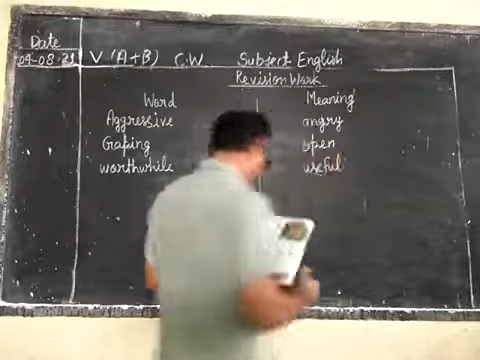 Date
09-08-21 V (A+B) C.W Subject- English
Revision Work
Word Meaning
Aggressive angry
Gaping open
worthwhile useful